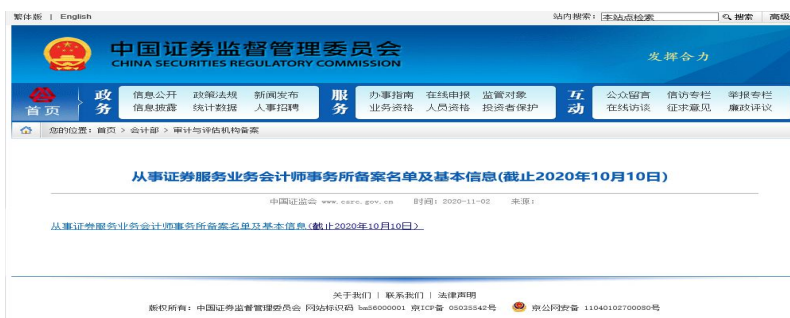 繁体版 | English 站内搜索: 本站点检索 搜索 高级
中国证券监督管理委员会
CHINA SECURITIES REGULATORY COMMISSION
发挥合力
首页 政务 信息公开 政策法规 新闻发布 服务 办事指南 在线申报 监管对象 互动 公众留言 信访专栏 举报专栏
信息披露 统计数据 人事招聘 业务资格 人员资格 投资者保护 在线访谈 征求意见 廉政评议
您的位置: 首页 > 会计部 > 审计与评估机构备案
从事证券服务业务会计师事务所备案名单及基本信息(截止2020年10月10日)
中国证监会 www.csrc.gov.cn 时间: 2020-11-02 来源:
从事证券服务业务会计师事务所备案名单及基本信息(截止2020年10月10日)
关于我们 | 联系我们 | 法律声明
版权所有: 中国证券监督管理委员会 网站标识码 bm56000001 京ICP备 05035542号 京公网安备 11040102700080号